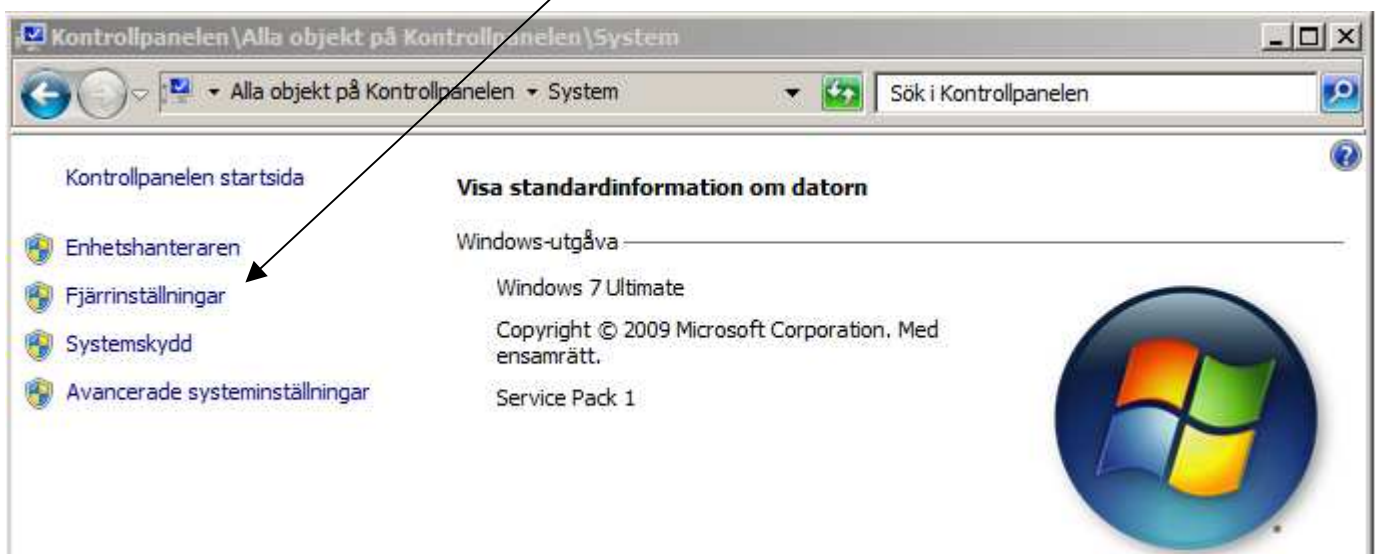 Kontrollpanelen\Alla objekt på Kontrollpanelen\System
Alla objekt på Kontrollpanelen System
Sök i Kontrollpanelen
Kontrollpanelen startsida
Enhetshanteraren
Fjärrinställningar
Systemskydd
Avancerade systeminställningar
Visa standardinformation om datorn
Windows-utgåva
Windows 7 Ultimate
Copyright © 2009 Microsoft Corporation. Med
ensamrätt.
Service Pack 1